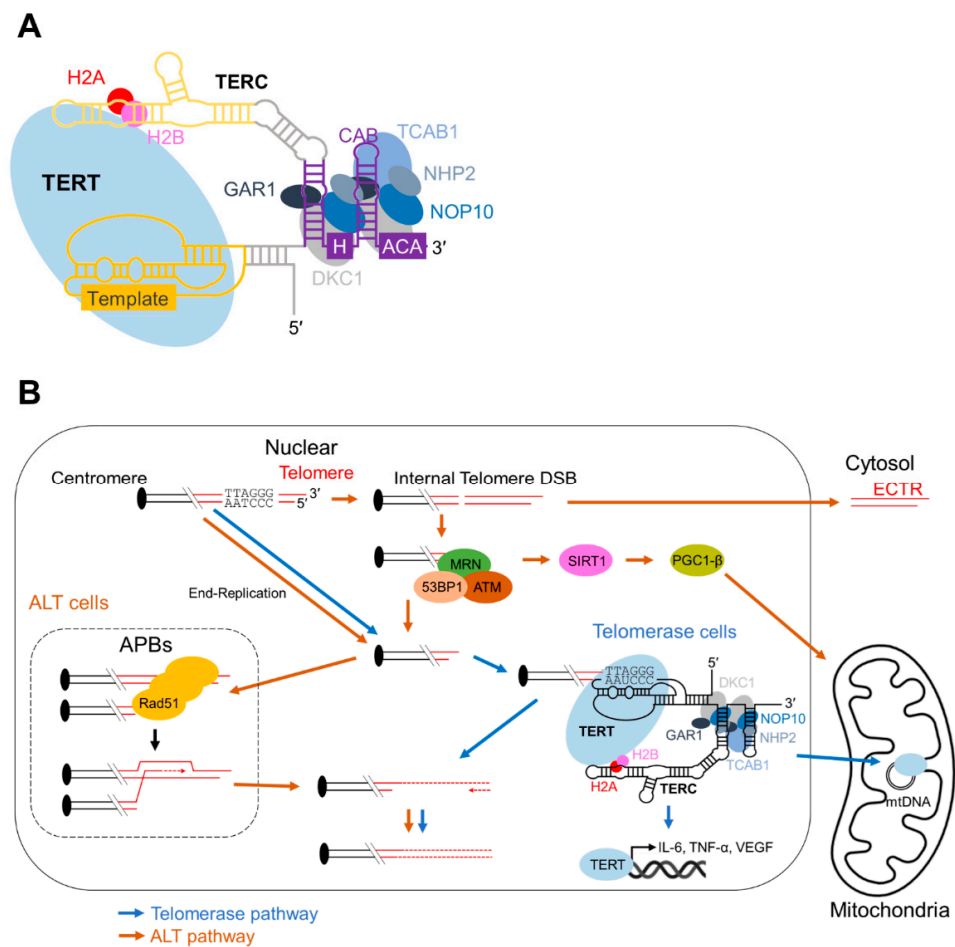 A
H2A
TERC
H2B
CAB
TCAB1
TERT
GAR1
NHP2
NOP10
H
ACA
3′
DKC1
Template
5′
B
Nuclear
Centromere
Telomere
Internal Telomere DSB
Cytosol
TTAGGG
3′
AATCCC
5′
ECTR
MRN
SIRT1
PGC1-β
53BP1
ATM
End-Replication
ALT cells
Telomerase cells
APBs
TTAGGG
AAUCCC
5′
DKC1
3′
Rad51
TERT
GAR1
NOP10
NHP2
H2B
TCAB1
H2A
TERC
mtDNA
TERT
IL-6, TNF-α, VEGF
Mitochondria
Telomerase pathway
ALT pathway